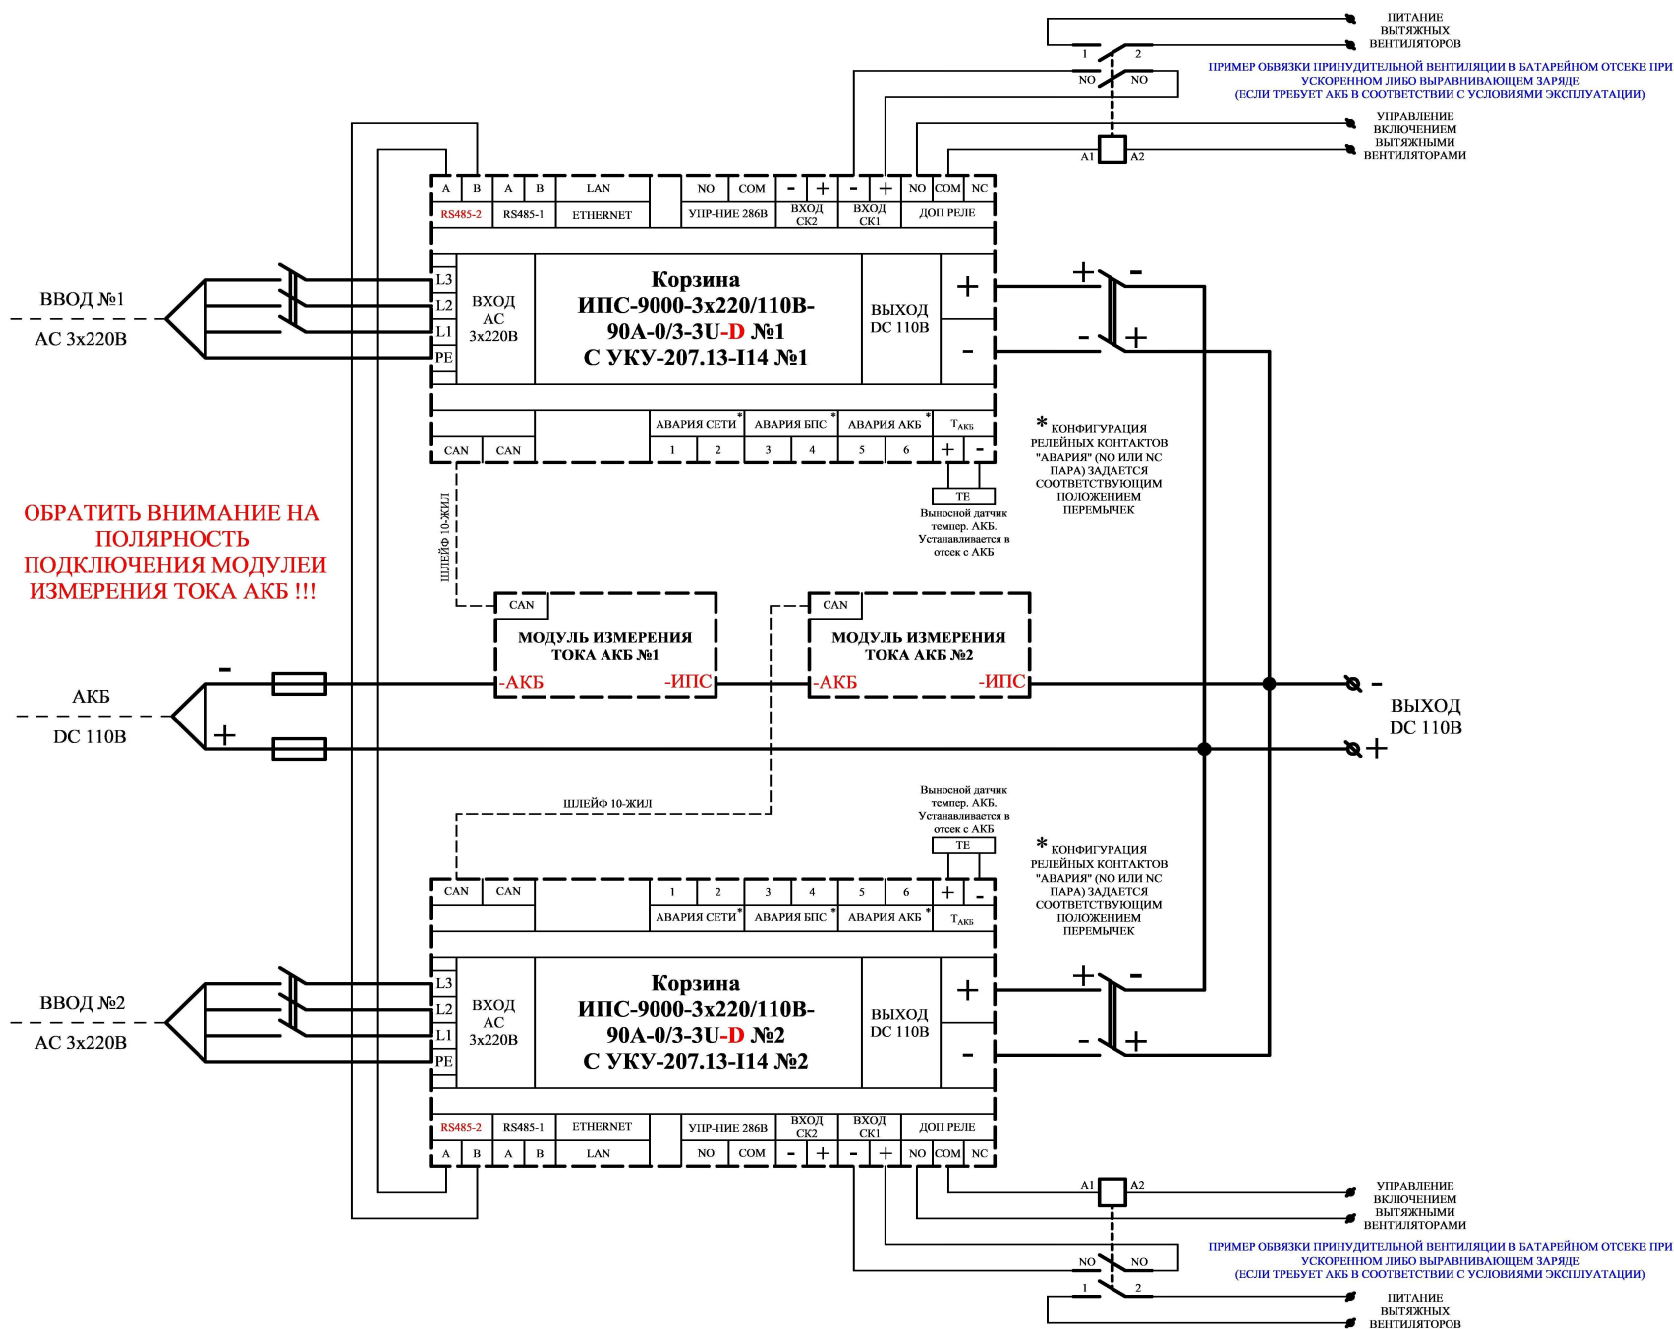 ПИТАНИЕ
ВЫТЯЖНЫХ
ВЕНТИЛЯТОРОВ
1 2
NO NO
ПРИМЕР ОБВЯЗКИ ПРИНУДИТЕЛЬНОЙ ВЕНТИЛЯЦИИ В БАТАРЕЙНОМ ОТСЕКЕ ПРИ
УСКОРЕННОМ ЛИБО ВЫРАВНИВАЮЩЕМ ЗАРЯДЕ
(ЕСЛИ ТРЕБУЕТ АКБ В СООТВЕТСТВИИ С УСЛОВИЯМИ ЭКСПЛУАТАЦИИ)
УПРАВЛЕНИЕ
ВКЛЮЧЕНИЕМ
ВЫТЯЖНЫМИ
ВЕНТИЛЯТОРАМИ
A1 A2
A B A B LAN NO COM - + - + NO COM NC
RS485-2 RS485-1 ETHERNET УПР-НИЕ 286В ВХОД СК2 ВХОД СК1 ДОП РЕЛЕ
ВВОД №1
AC 3x220В
L3
L2
L1
PE
ВХОД
AC
3x220В
Корзина
ИПС-9000-3x220/110В-
90А-0/3-3U-D №1
С УКУ-207.13-I14 №1
ВЫХОД
DC 110В
+
-
+ -
- +
АВАРИЯ СЕТИ* АВАРИЯ БПС* АВАРИЯ АКБ* TАКБ
CAN CAN 1 2 3 4 5 6 + -
ШЛЕЙФ 10-ЖИЛ
TE
Выносной датчик
темпер. АКБ.
Устанавливается в
отсек с АКБ
* КОНФИГУРАЦИЯ
РЕЛЕЙНЫХ КОНТАКТОВ
"АВАРИЯ" (NO ИЛИ NC
ПАРА) ЗАДАЕТСЯ
СООТВЕТСТВУЮЩИМ
ПОЛОЖЕНИЕМ
ПЕРЕМЫЧЕК
ОБРАТИТЬ ВНИМАНИЕ НА
ПОЛЯРНОСТЬ
ПОДКЛЮЧЕНИЯ МОДУЛЕИ
ИЗМЕРЕНИЯ ТОКА АКБ !!!
CAN
МОДУЛЬ ИЗМЕРЕНИЯ
ТОКА АКБ №1
-АКБ -ИПС
CAN
МОДУЛЬ ИЗМЕРЕНИЯ
ТОКА АКБ №2
-АКБ -ИПС
АКБ
DC 110В
-
+
-
ВЫХОД
DC 110В
+
ШЛЕЙФ 10-ЖИЛ
Выносной датчик
темпер. АКБ.
Устанавливается в
отсек с АКБ
TE
* КОНФИГУРАЦИЯ
РЕЛЕЙНЫХ КОНТАКТОВ
"АВАРИЯ" (NO ИЛИ NC
ПАРА) ЗАДАЕТСЯ
СООТВЕТСТВУЮЩИМ
ПОЛОЖЕНИЕМ
ПЕРЕМЫЧЕК
CAN CAN 1 2 3 4 5 6 + -
АВАРИЯ СЕТИ* АВАРИЯ БПС* АВАРИЯ АКБ* TАКБ
ВВОД №2
AC 3x220В
L3
L2
L1
PE
ВХОД
AC
3x220В
Корзина
ИПС-9000-3x220/110В-
90А-0/3-3U-D №2
С УКУ-207.13-I14 №2
ВЫХОД
DC 110В
+
-
+ -
- +
RS485-2 RS485-1 ETHERNET УПР-НИЕ 286В ВХОД СК2 ВХОД СК1 ДОП РЕЛЕ
A B A B LAN NO COM - + - + NO COM NC
A1 A2
УПРАВЛЕНИЕ
ВКЛЮЧЕНИЕМ
ВЫТЯЖНЫМИ
ВЕНТИЛЯТОРАМИ
ПРИМЕР ОБВЯЗКИ ПРИНУДИТЕЛЬНОЙ ВЕНТИЛЯЦИИ В БАТАРЕЙНОМ ОТСЕКЕ ПРИ
УСКОРЕННОМ ЛИБО ВЫРАВНИВАЮЩЕМ ЗАРЯДЕ
(ЕСЛИ ТРЕБУЕТ АКБ В СООТВЕТСТВИИ С УСЛОВИЯМИ ЭКСПЛУАТАЦИИ)
NO NO
1 2
ПИТАНИЕ
ВЫТЯЖНЫХ
ВЕНТИЛЯТОРОВ